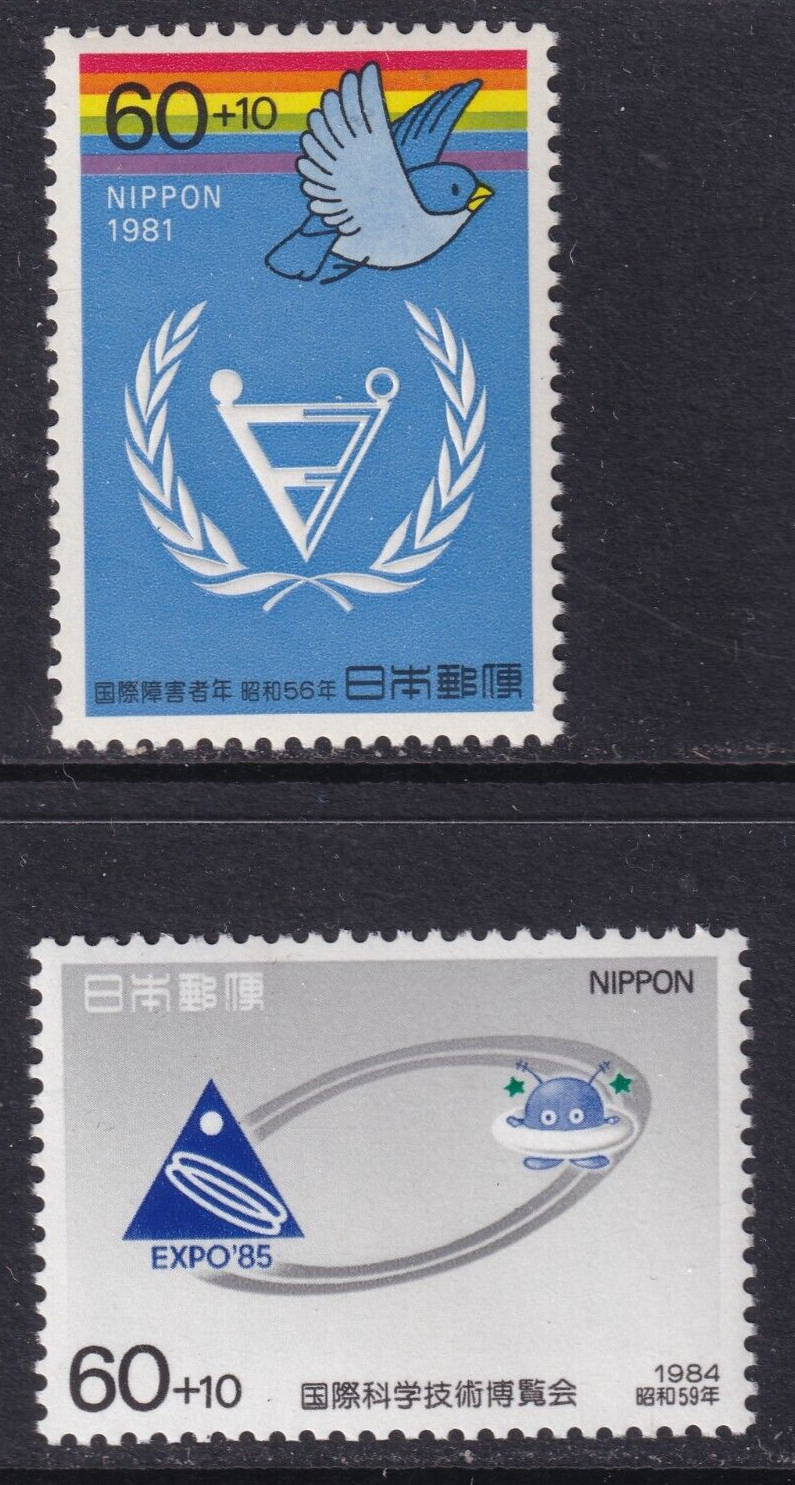 60+10
NIPPON
1981
国際障害者年 昭和56年 日本郵便
日本郵便
NIPPON
EXPO'85
60+10
国際科学技術博覧会
1984
昭和59年